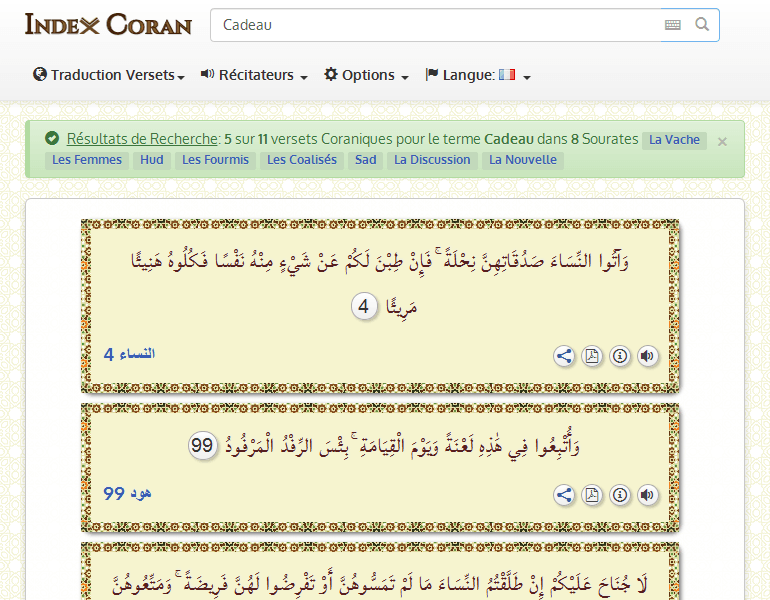 INDEX CORAN
Cadeau
Traduction Versets
Récitateurs
Options
Langue:
Résultats de Recherche: 5 sur 11 versets Coraniques pour le terme Cadeau dans 8 Sourates La Vache ×
Les Femmes Hud Les Fourmis Les Coalisés Sad La Discussion La Nouvelle
وَآتُوا النِّسَاءَ صَدُقَاتِهِنَّ نِحْلَةً ۚ فَإِنْ طِبْنَ لَكُمْ عَنْ شَيْءٍ مِنْهُ نَفْسًا فَكُلُوهُ هَنِيئًا
مَرِيئًا 4
النساء 4
وَأُتْبِعُوا فِي هَٰذِهِ لَعْنَةً وَيَوْمَ الْقِيَامَةِ ۚ بِئْسَ الرِّفْدُ الْمَرْفُودُ 99
هود 99
لَا جُنَاحَ عَلَيْكُمْ إِنْ طَلَّقْتُمُ النِّسَاءَ مَا لَمْ تَمَسُّوهُنَّ أَوْ تَفْرِضُوا لَهُنَّ فَرِيضَةً ۚ وَمَتِّعُوهُنَّ